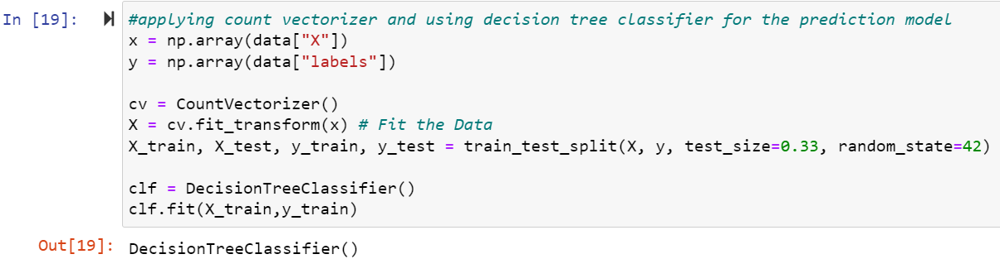 In [19]:
#applying count vectorizer and using decision tree classifier for the prediction model
x = np.array(data["X"])
y = np.array(data["labels"])

cv = CountVectorizer()
X = cv.fit_transform(x) # Fit the Data
X_train, X_test, y_train, y_test = train_test_split(X, y, test_size=0.33, random_state=42)

clf = DecisionTreeClassifier()
clf.fit(X_train,y_train)
Out[19]: DecisionTreeClassifier()